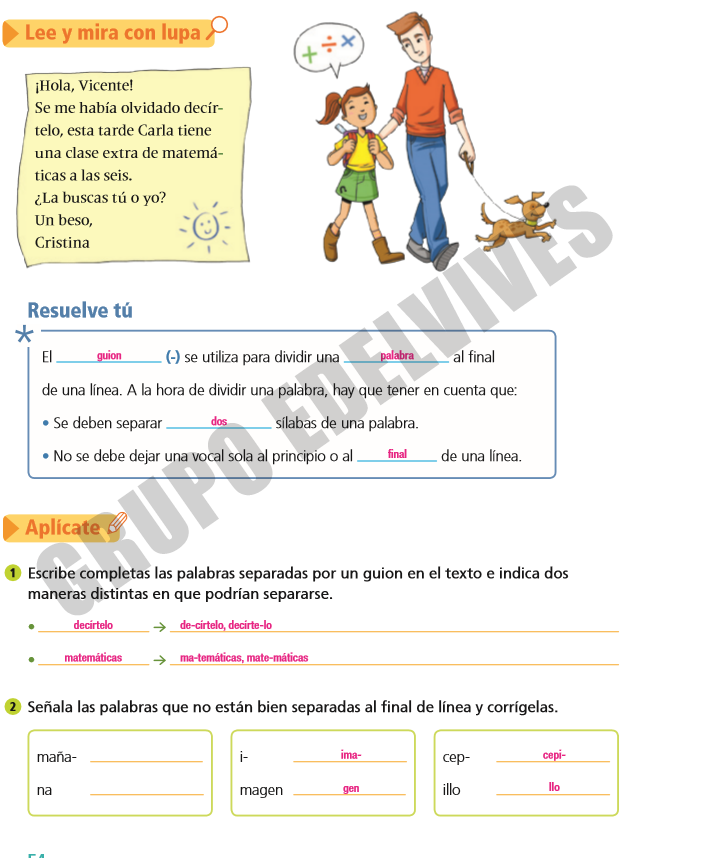 Lee y mira con lupa
+ ÷ ×
¡Hola, Vicente!
Se me había olvidado decír-
telo, esta tarde Carla tiene
una clase extra de matemá-
ticas a las seis.
¿La buscas tú o yo?
Un beso,
Cristina
Resuelve tú
*
El guion (-) se utiliza para dividir una palabra al final
de una línea. A la hora de dividir una palabra, hay que tener en cuenta que:
• Se deben separar dos sílabas de una palabra.
• No se debe dejar una vocal sola al principio o al final de una línea.
GRUPO EDELVIVES
Aplícate
1 Escribe completas las palabras separadas por un guion en el texto e indica dos
maneras distintas en que podrían separarse.
• decírtelo → de-círtelo, decírte-lo
• matemáticas → ma-temáticas, mate-máticas
2 Señala las palabras que no están bien separadas al final de línea y corrígelas.
maña-
na
i- ima-
magen gen
cep- cepi-
illo llo